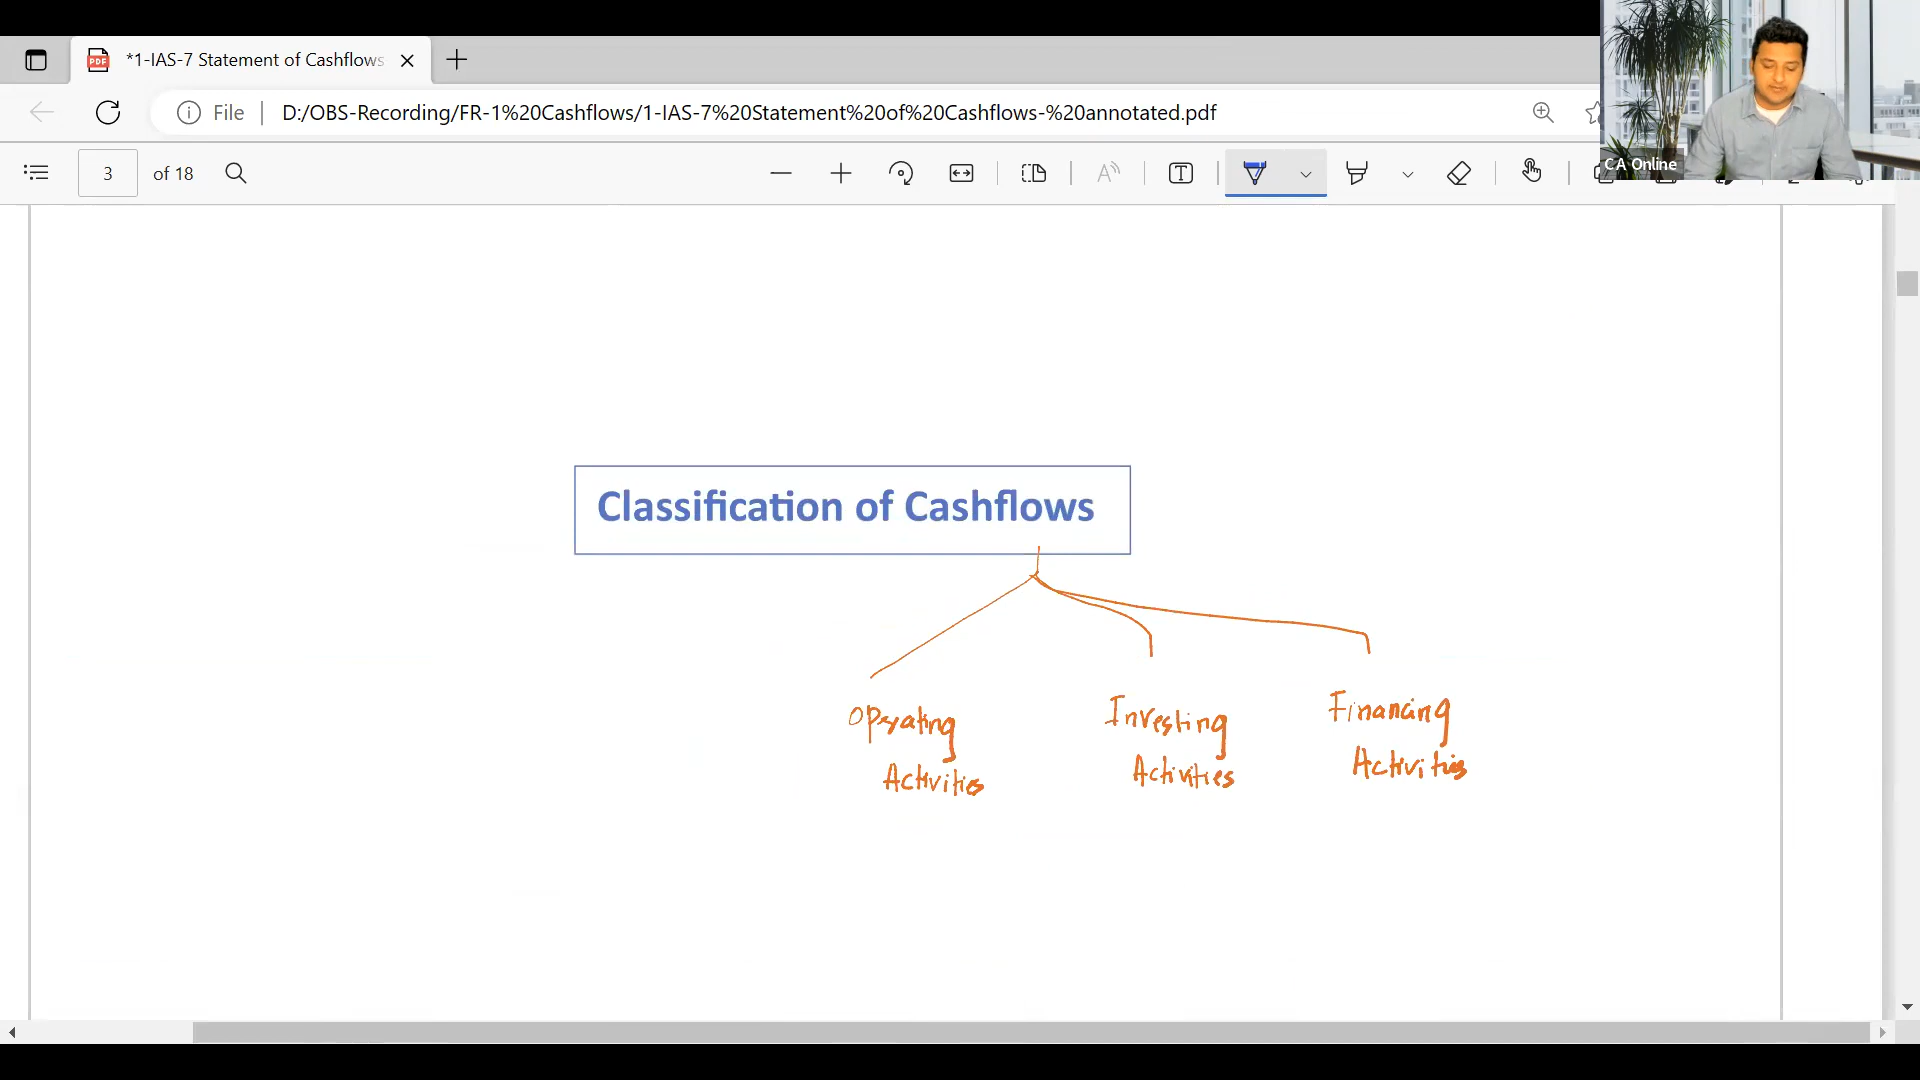 *1-IAS-7 Statement of Cashflows
File
D:/OBS-Recording/FR-1%20Cashflows/1-IAS-7%20Statement%20of%20Cashflows-%20annotated.pdf
CA Online
3 of 18
Classification of Cashflows
Operating Investing Financing
Activities Activities Activities